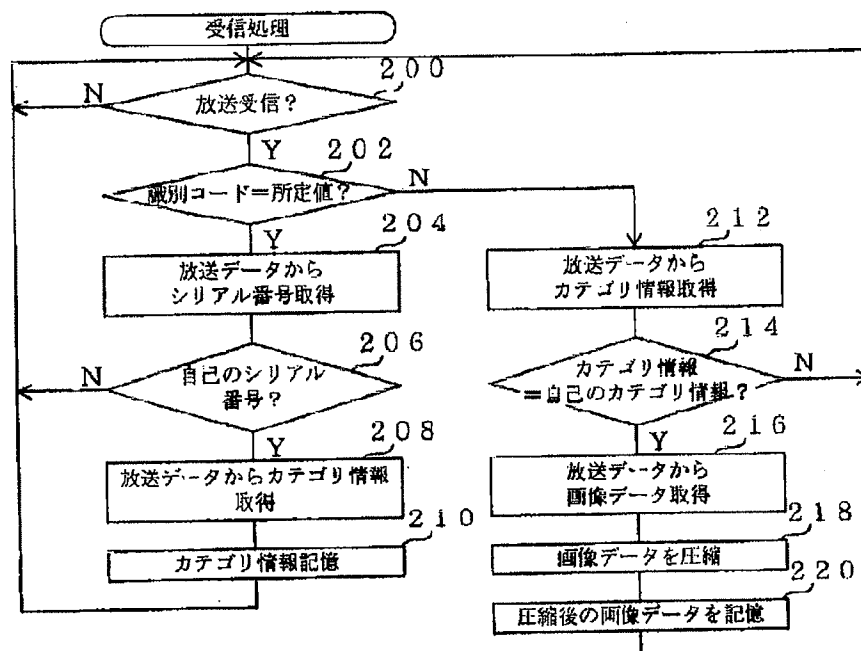 受信処理
200
放送受信?
N
Y
202
識別コード=所定値?
N
Y
204
放送データから
シリアル番号取得
206
自己のシリアル
番号?
N
Y
208
放送データからカテゴリ情報
取得
210
カテゴリ情報記憶
212
放送データから
カテゴリ情報取得
214
カテゴリ情報
=自己のカテゴリ情報?
N
Y
216
放送データから
画像データ取得
218
画像データを圧縮
220
圧縮後の画像データを記憶